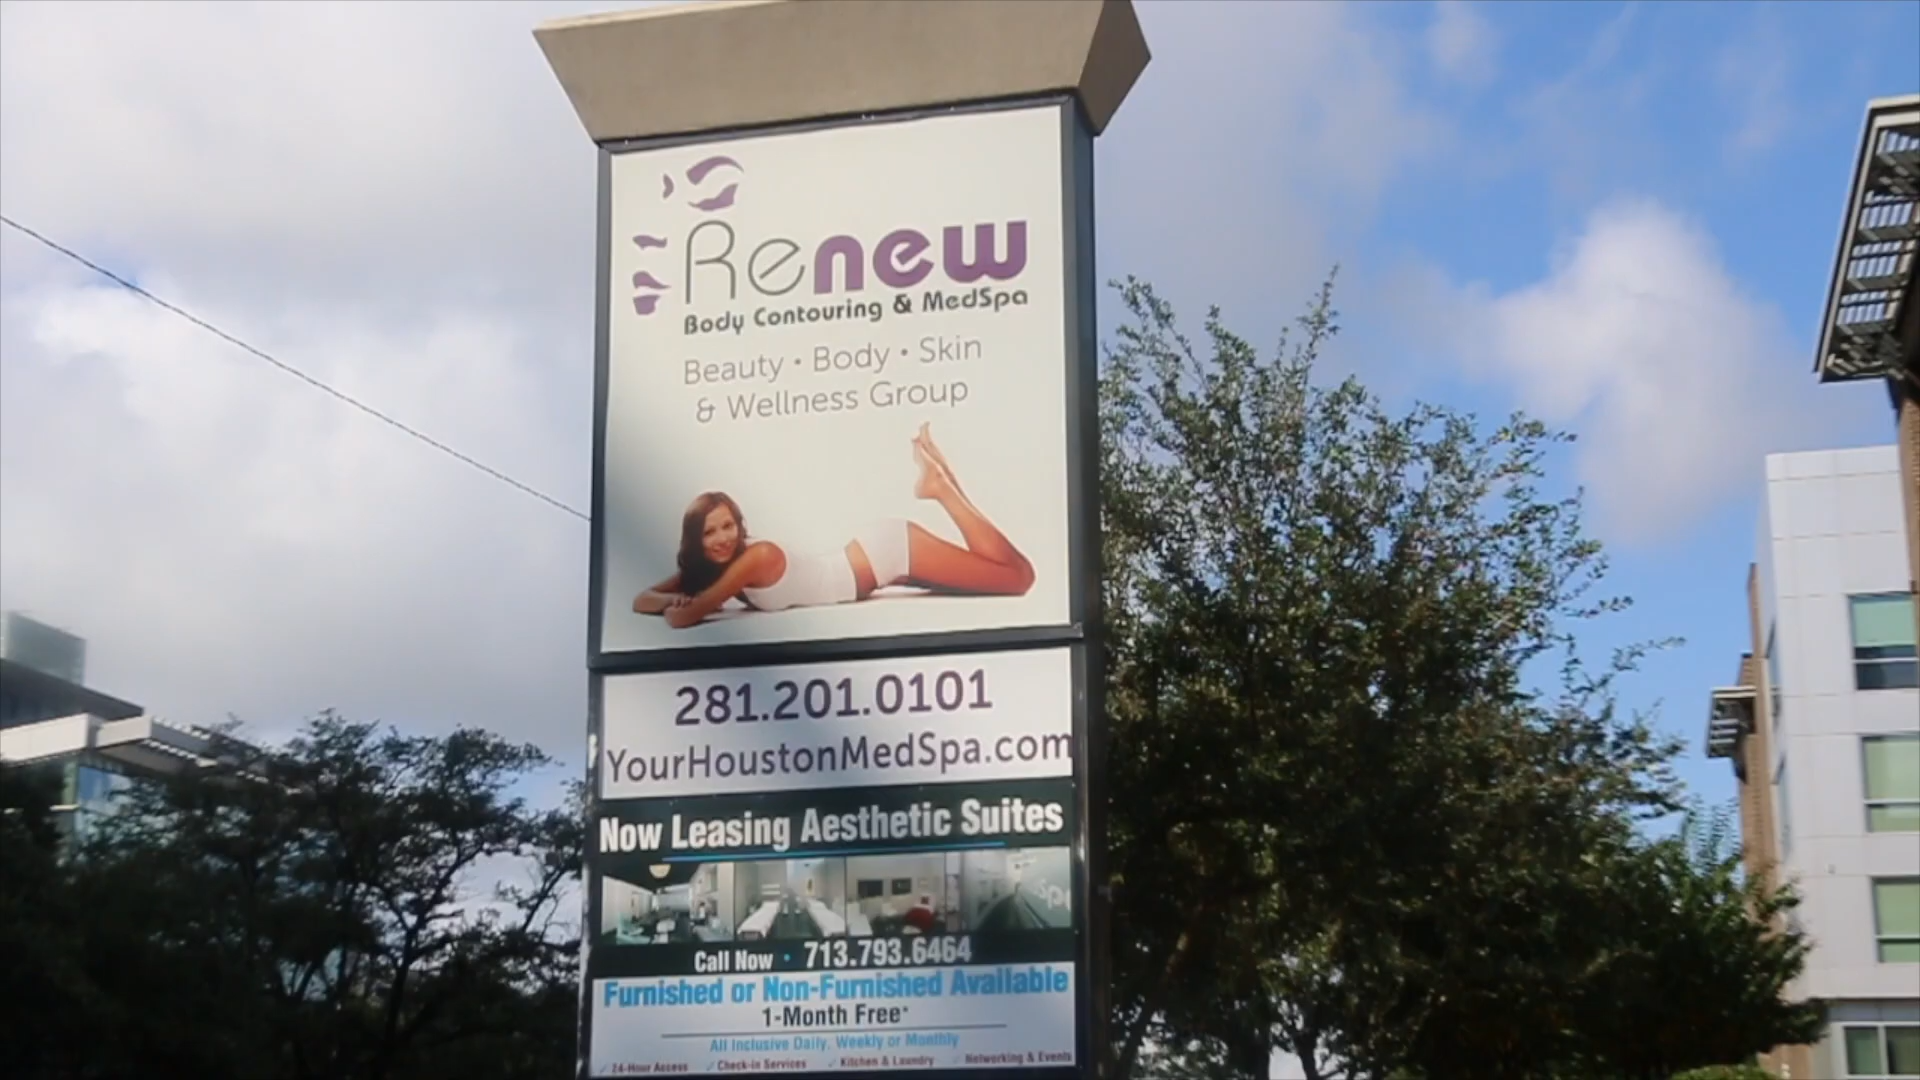 Renew
Body Contouring & MedSpa
Beauty • Body • Skin
& Wellness Group
281.201.0101
YourHoustonMedSpa.com
Now Leasing Aesthetic Suites
Call Now • 713.793.6464
Furnished or Non-Furnished Available
1-Month Free*
All Inclusive Daily, Weekly or Monthly
✓ 24-Hour Access ✓ Check-in Services ✓ Kitchen & Laundry ✓ Networking & Events